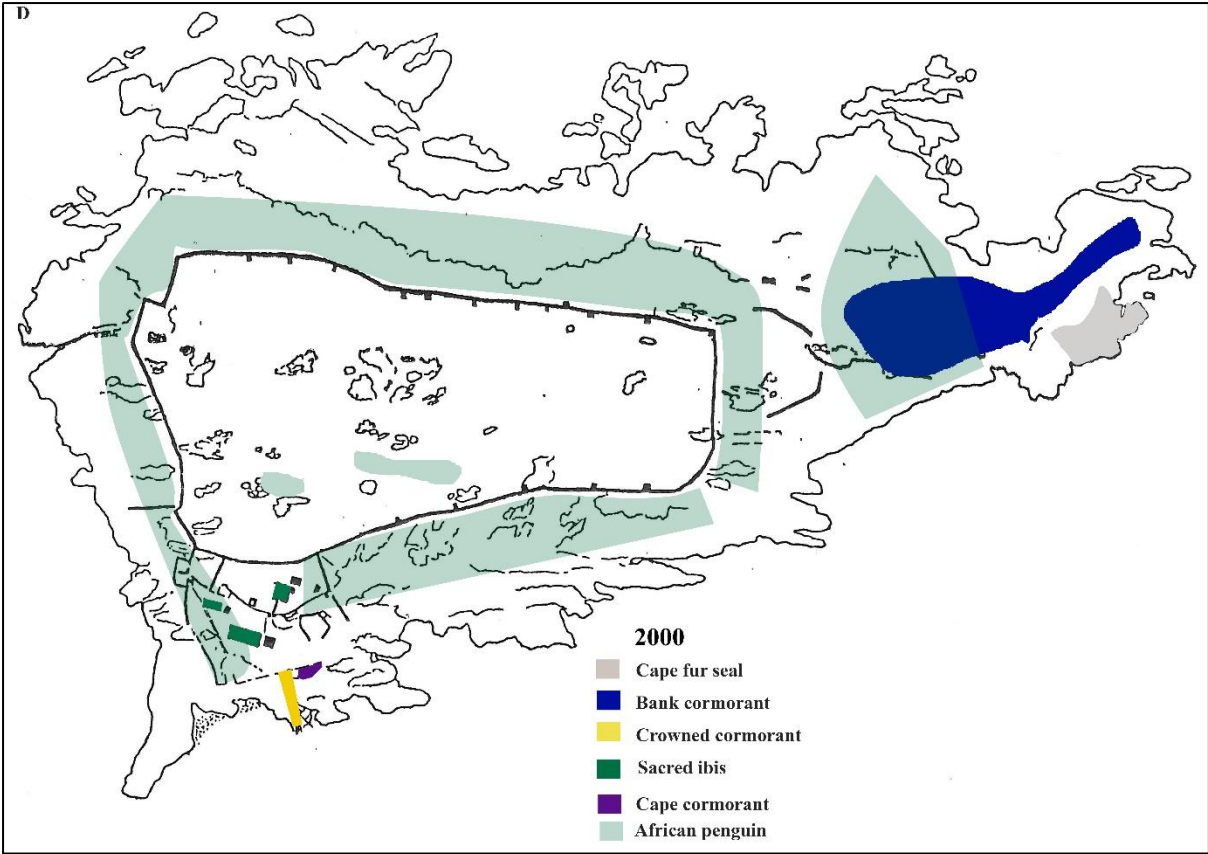 D
2000
Cape fur seal
Bank cormorant
Crowned cormorant
Sacred ibis
Cape cormorant
African penguin